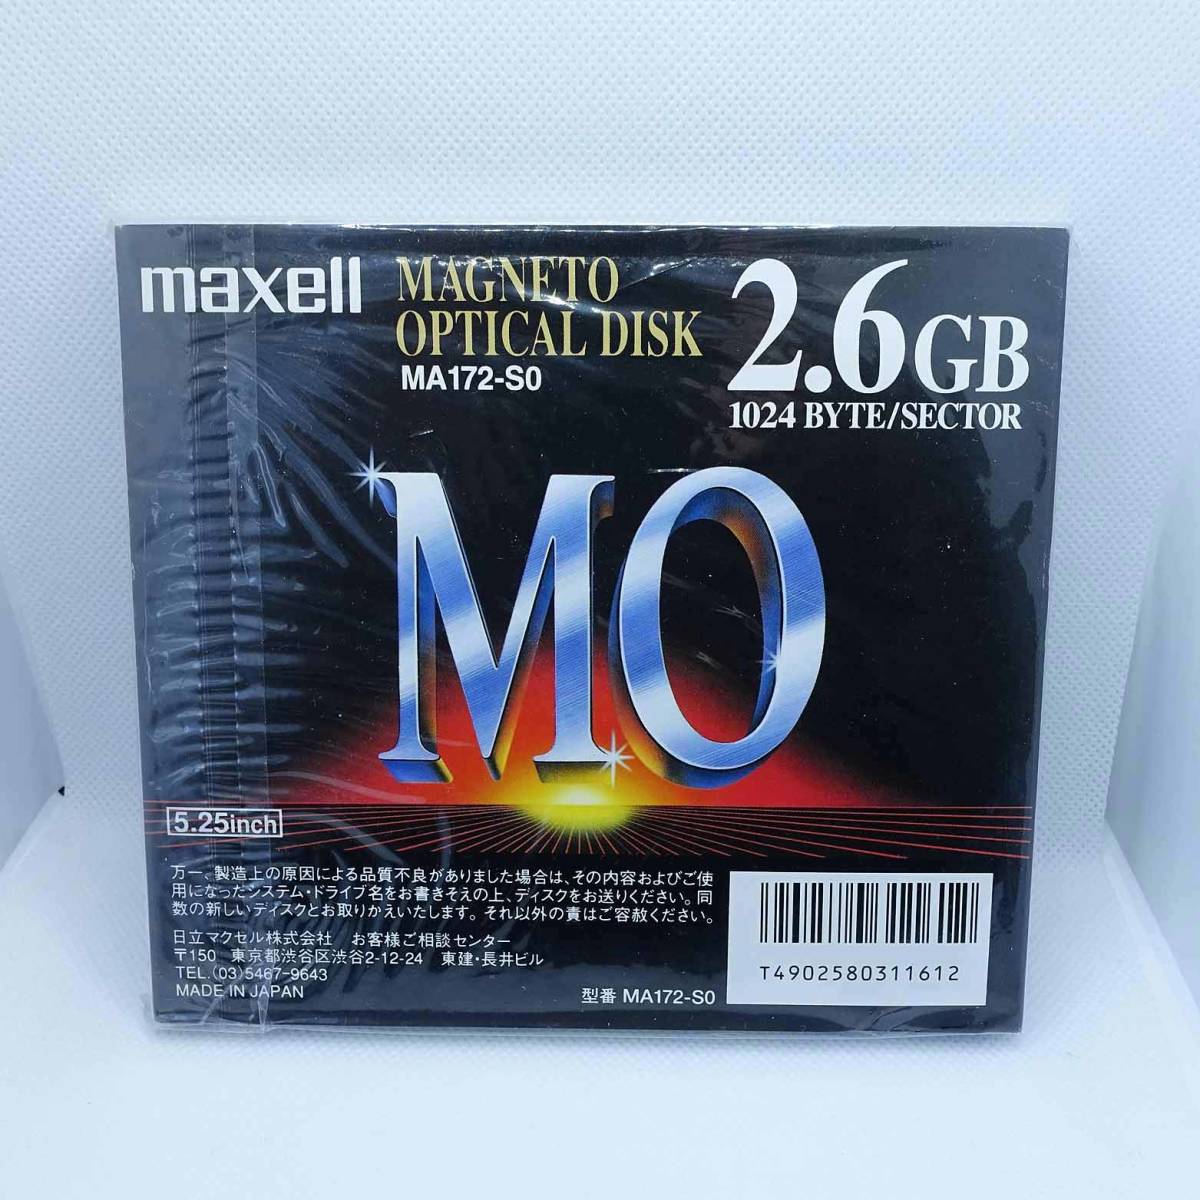 maxell
MAGNETO
OPTICAL DISK
MA172-S0
2.6GB
1024 BYTE/SECTOR
MO
5.25inch
万一、製造上の原因による品質不良がありました場合は、その内容およびご使
用になったシステム・ドライブ名をお書きそえの上、ディスクをお送りください。同
数の新しいディスクとお取りかえいたします。それ以外の責はご容赦ください。
日立マクセル株式会社 お客様ご相談センター
〒150 東京都渋谷区渋谷2-12-24 東建・長井ビル
TEL.(03)5467-9643
MADE IN JAPAN
型番 MA172-S0
T4902580311612